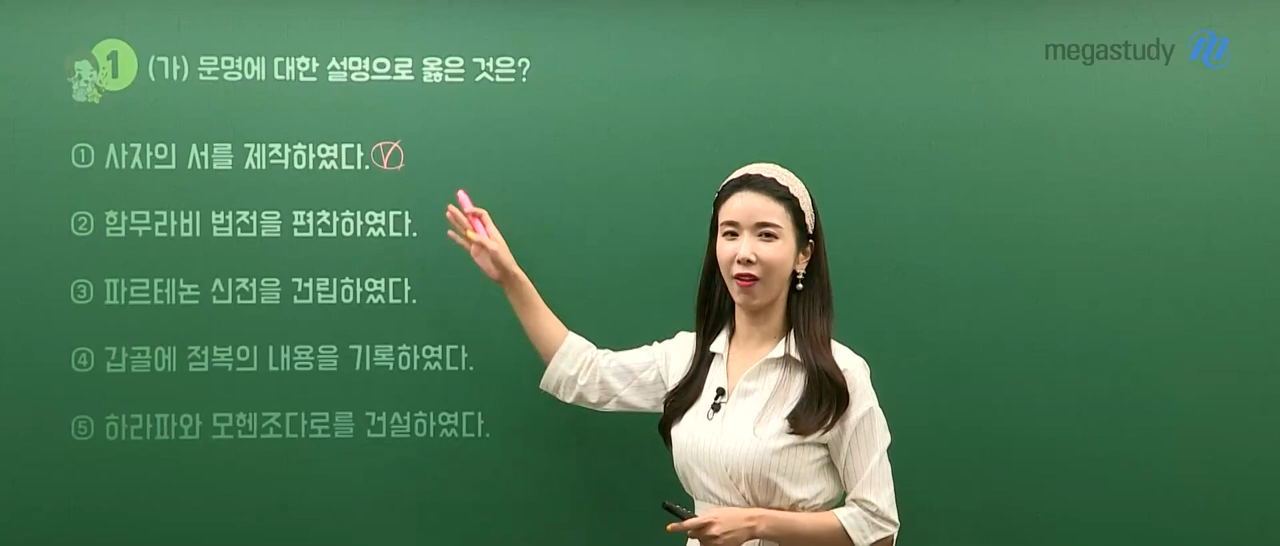 1 (가) 문명에 대한 설명으로 옳은 것은?
megastudy M
① 사자의 서를 제작하였다. V
② 함무라비 법전을 편찬하였다.
③ 파르테논 신전을 건립하였다.
④ 갑골에 점복의 내용을 기록하였다.
⑤ 하라파와 모헨조다로를 건설하였다.